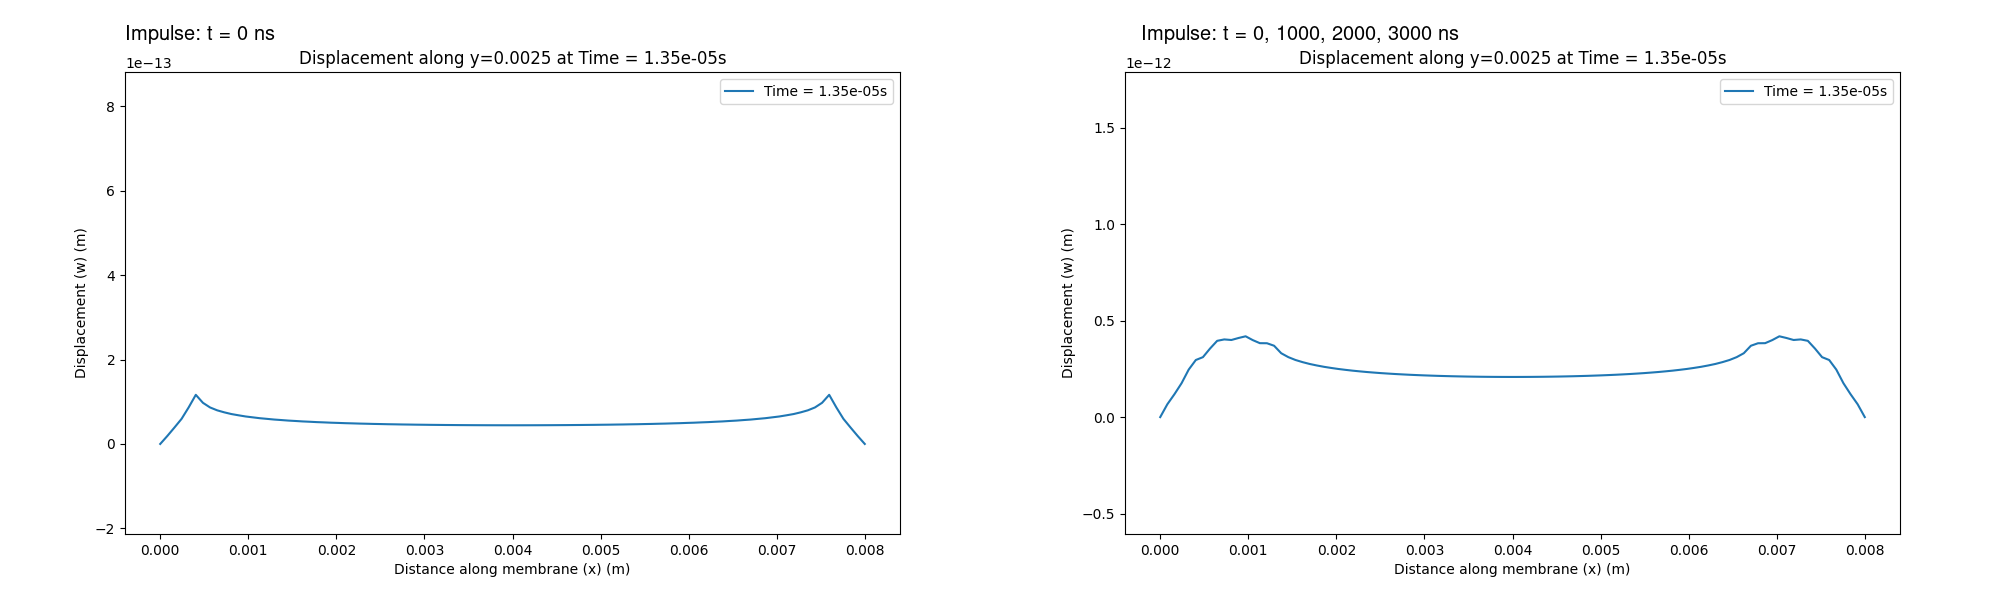 Impulse: t = 0 ns
Displacement along y=0.0025 at Time = 1.35e-05s
1e−13
Time = 1.35e-05s
8
6
4
2
0
−2
Displacement (w) (m)
0.000 0.001 0.002 0.003 0.004 0.005 0.006 0.007 0.008
Distance along membrane (x) (m)
Impulse: t = 0, 1000, 2000, 3000 ns
Displacement along y=0.0025 at Time = 1.35e-05s
1e−12
Time = 1.35e-05s
1.5
1.0
0.5
0.0
−0.5
Displacement (w) (m)
0.000 0.001 0.002 0.003 0.004 0.005 0.006 0.007 0.008
Distance along membrane (x) (m)